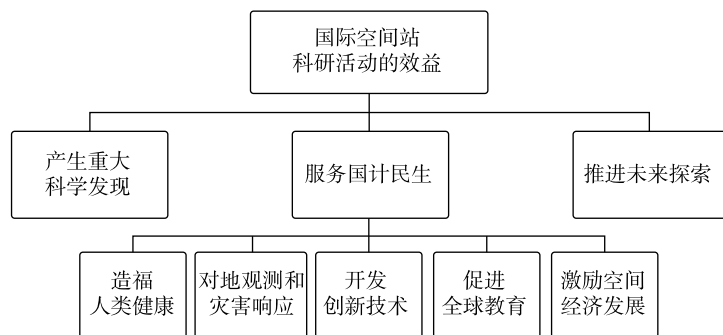 国际空间站
科研活动的效益
产生重大
科学发现
服务国计民生
推进未来探索
造福
人类健康
对地观测和
灾害响应
开发
创新技术
促进
全球教育
激励空间
经济发展